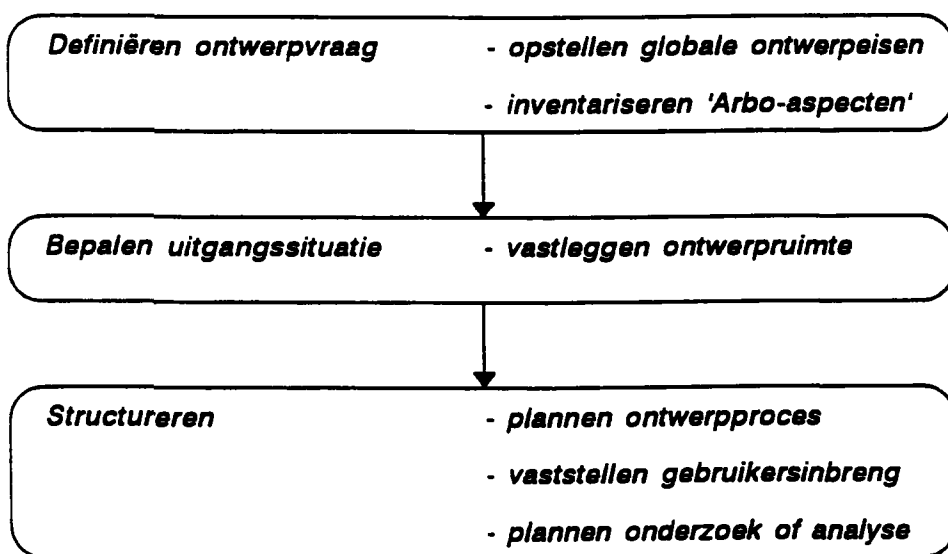 Definiëren ontwerpvraag - opstellen globale ontwerpeisen
- inventariseren 'Arbo-aspecten'
Bepalen uitgangssituatie - vastleggen ontwerpruimte
Structureren - plannen ontwerpproces
- vaststellen gebruikersinbreng
- plannen onderzoek of analyse